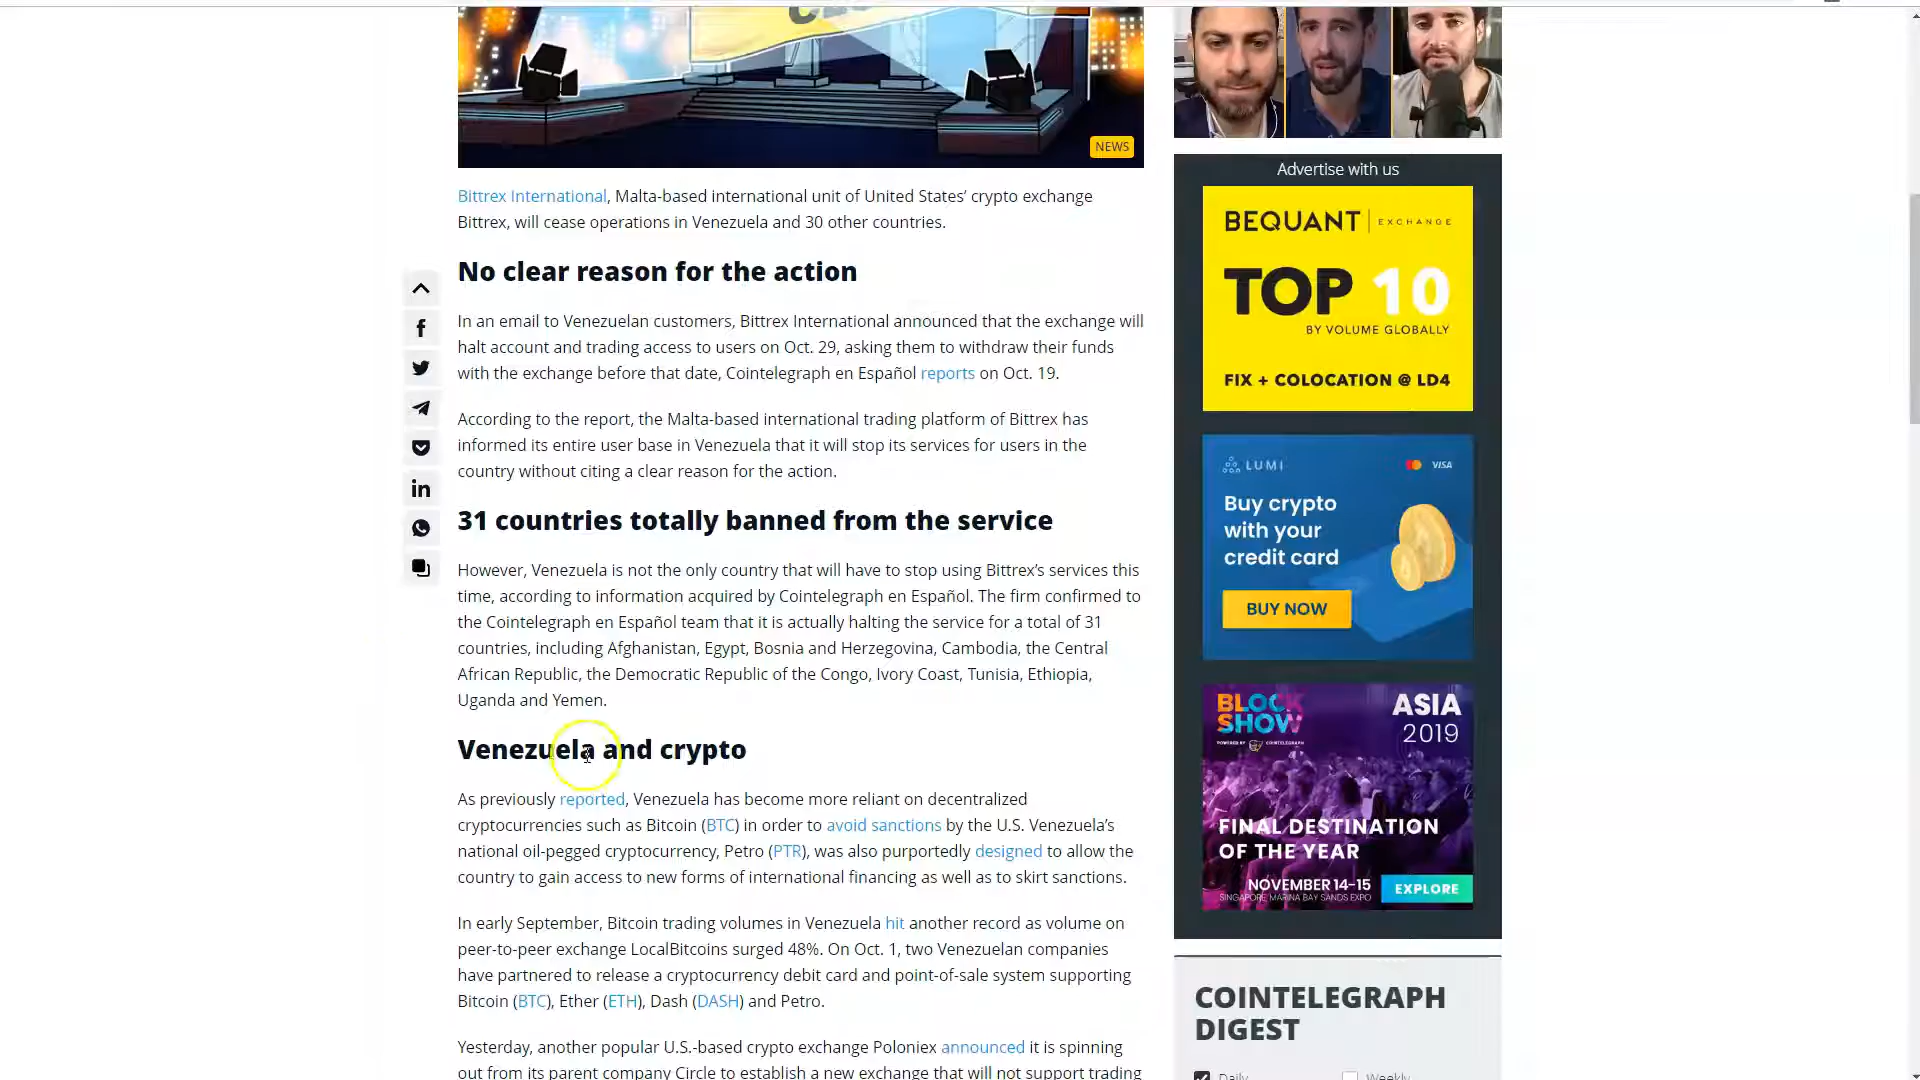 NEWS
Bittrex International, Malta-based international unit of United States’ crypto exchange
Bittrex, will cease operations in Venezuela and 30 other countries.
No clear reason for the action
In an email to Venezuelan customers, Bittrex International announced that the exchange will
halt account and trading access to users on Oct. 29, asking them to withdraw their funds
with the exchange before that date, Cointelegraph en Español reports on Oct. 19.
According to the report, the Malta-based international trading platform of Bittrex has
informed its entire user base in Venezuela that it will stop its services for users in the
country without citing a clear reason for the action.
31 countries totally banned from the service
However, Venezuela is not the only country that will have to stop using Bittrex’s services this
time, according to information acquired by Cointelegraph en Español. The firm confirmed to
the Cointelegraph en Español team that it is actually halting the service for a total of 31
countries, including Afghanistan, Egypt, Bosnia and Herzegovina, Cambodia, the Central
African Republic, the Democratic Republic of the Congo, Ivory Coast, Tunisia, Ethiopia,
Uganda and Yemen.
Venezuela and crypto
As previously reported, Venezuela has become more reliant on decentralized
cryptocurrencies such as Bitcoin (BTC) in order to avoid sanctions by the U.S. Venezuela’s
national oil-pegged cryptocurrency, Petro (PTR), was also purportedly designed to allow the
country to gain access to new forms of international financing as well as to skirt sanctions.
In early September, Bitcoin trading volumes in Venezuela hit another record as volume on
peer-to-peer exchange LocalBitcoins surged 48%. On Oct. 1, two Venezuelan companies
have partnered to release a cryptocurrency debit card and point-of-sale system supporting
Bitcoin (BTC), Ether (ETH), Dash (DASH) and Petro.
Yesterday, another popular U.S.-based crypto exchange Poloniex announced it is spinning
out from its parent company Circle to establish a new exchange that will not support trading
Advertise with us
BEQUANT | EXCHANGE
TOP 10
BY VOLUME GLOBALLY
FIX + COLOCATION @ LD4
LUMI
VISA
Buy crypto
with your
credit card
BUY NOW
BLOCK
SHOW
POWERED BY COINTELEGRAPH
ASIA
2019
FINAL DESTINATION
OF THE YEAR
NOVEMBER 14-15
SINGAPORE MARINA BAY SANDS EXPO
EXPLORE
COINTELEGRAPH
DIGEST
Daily
Weekly